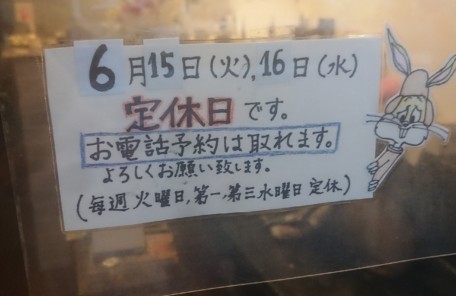 6月15日(火),16日(水)
定休日です。
お電話予約は取れます。
よろしくお願い致します。
(毎週火曜日,第一,第三水曜日定休)